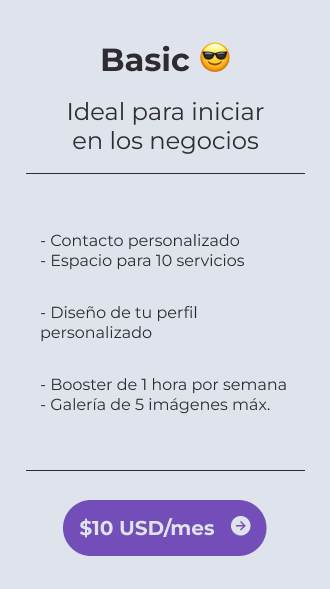 Basic 😎
Ideal para iniciar
en los negocios
- Contacto personalizado
- Espacio para 10 servicios
- Diseño de tu perfil
personalizado
- Booster de 1 hora por semana
- Galería de 5 imágenes máx.
$10 USD/mes